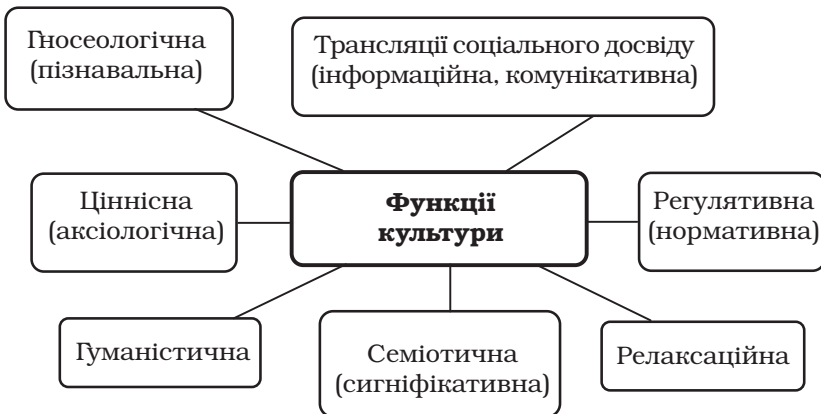 Гносеологічна
(пізнавальна)
Трансляції соціального досвіду
(інформаційна, комунікативна)
Ціннісна
(аксіологічна)
Функції
культури
Регулятивна
(нормативна)
Гуманістична
Семіотична
(сигніфікативна)
Релаксаційна